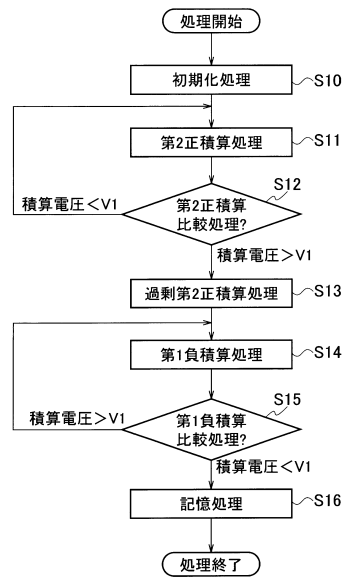 処理開始
初期化処理 S10
第2正積算処理 S11
S12
第2正積算
比較処理?
積算電圧<V1
積算電圧>V1
過剰第2正積算処理 S13
第1負積算処理 S14
S15
第1負積算
比較処理?
積算電圧>V1
積算電圧<V1
記憶処理 S16
処理終了